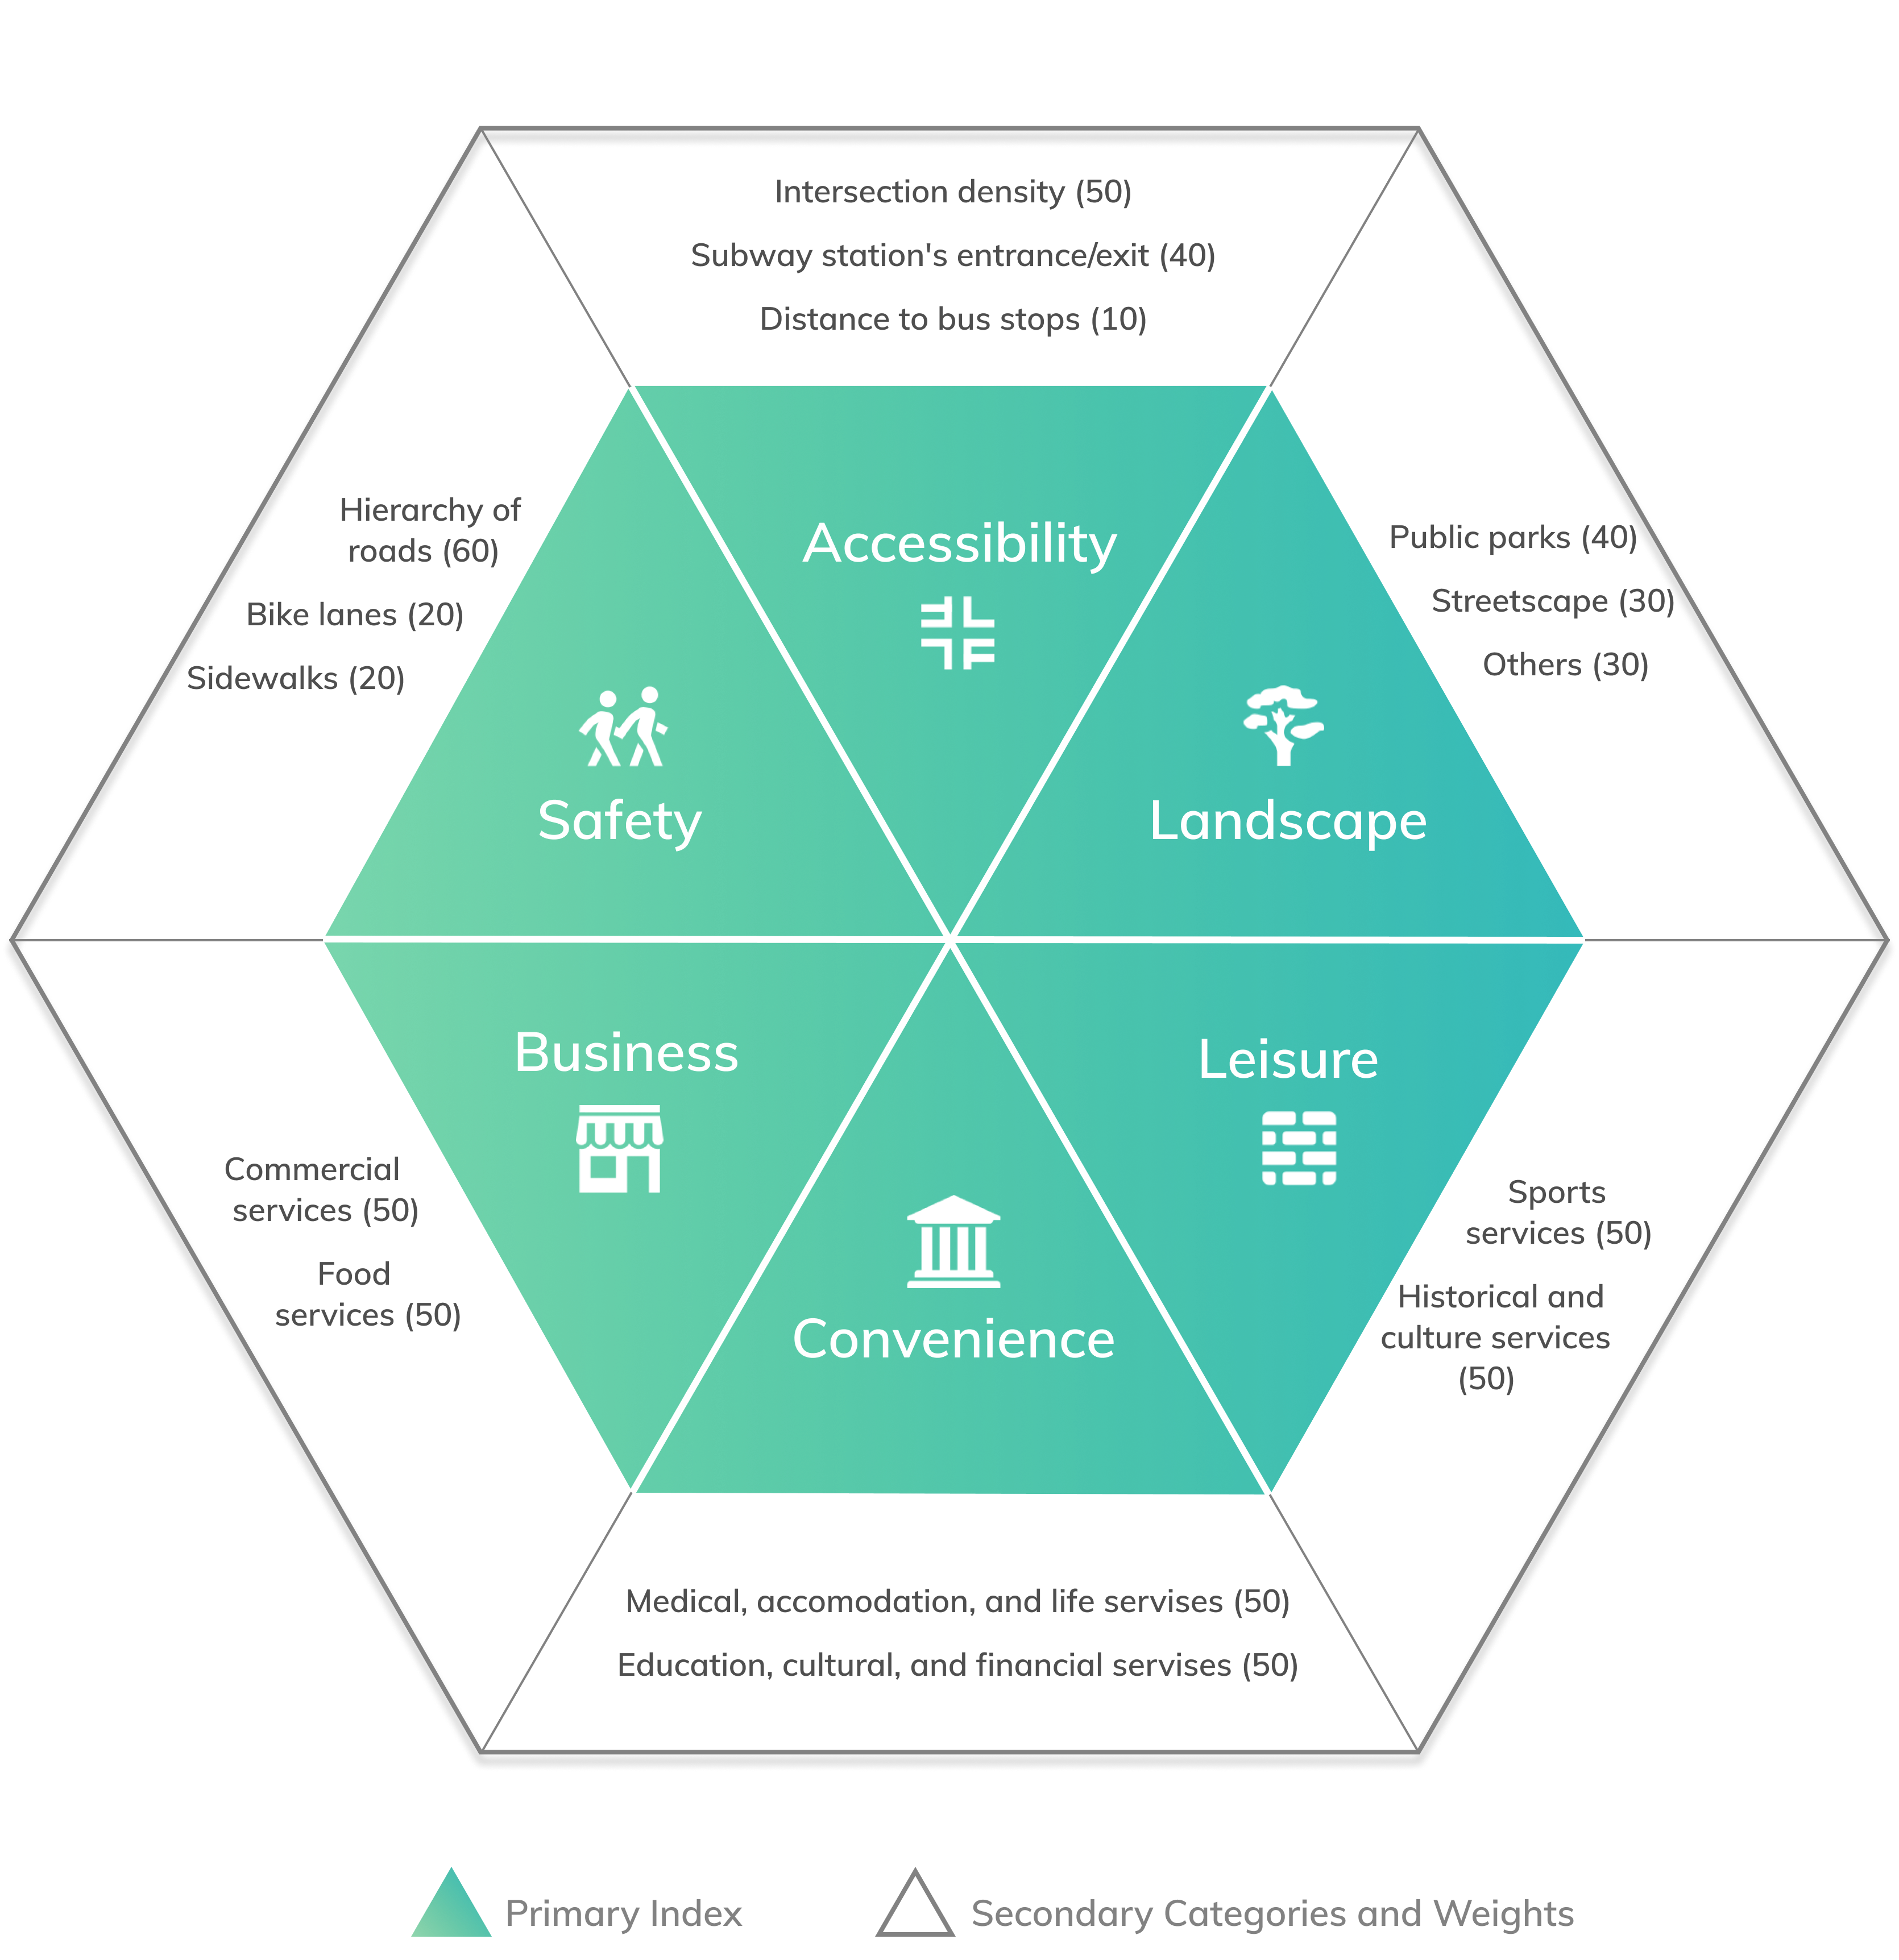 Intersection density (50)
Subway station's entrance/exit (40)
Distance to bus stops (10)
Accessibility
Hierarchy of
roads (60)
Bike lanes (20)
Sidewalks (20)
Safety
Public parks (40)
Streetscape (30)
Others (30)
Landscape
Business
Commercial
services (50)
Food
services (50)
Convenience
Medical, accomodation, and life servises (50)
Education, cultural, and financial servises (50)
Leisure
Sports
services (50)
Historical and
culture services
(50)
Primary Index
Secondary Categories and Weights